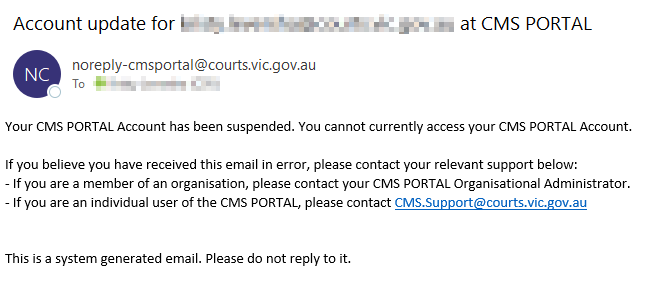 Account update for at CMS PORTAL
NC
noreply-cmsportal@courts.vic.gov.au
To
Your CMS PORTAL Account has been suspended. You cannot currently access your CMS PORTAL Account.
If you believe you have received this email in error, please contact your relevant support below:
- If you are a member of an organisation, please contact your CMS PORTAL Organisational Administrator.
- If you are an individual user of the CMS PORTAL, please contact CMS.Support@courts.vic.gov.au
This is a system generated email. Please do not reply to it.